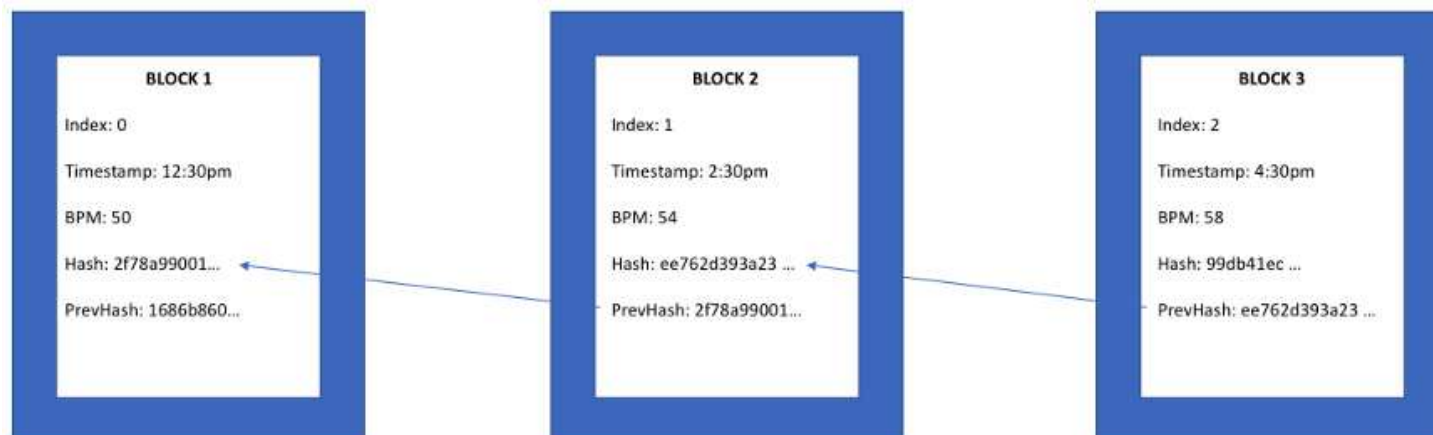 BLOCK 1
Index: 0
Timestamp: 12:30pm
BPM: 50
Hash: 2f78a99001...
PrevHash: 1686b860...
BLOCK 2
Index: 1
Timestamp: 2:30pm
BPM: 54
Hash: ee762d393a23 ...
PrevHash: 2f78a99001...
BLOCK 3
Index: 2
Timestamp: 4:30pm
BPM: 58
Hash: 99db41ec ...
PrevHash: ee762d393a23 ...